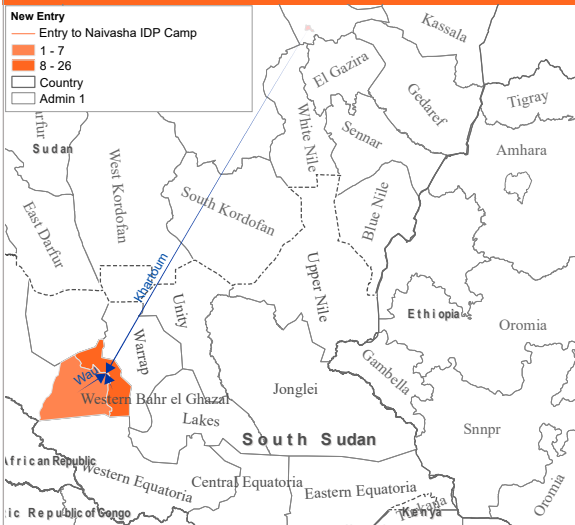 New Entry
Entry to Naivasha IDP Camp
1 - 7
8 - 26
Country
Admin 1
Kassala
El Gazira
Gedaref
Tigray
White Nile
Sennar
Amhara
arfur
Sudan
West Kordofan
South Kordofan
Blue Nile
East Darfur
Upper Nile
Khartoum
Unity
Ethiopia
Oromia
Warrap
Gambella
Wau
Western Bahr el Ghazal
Jonglei
Lakes
Snnpr
South Sudan
African Republic
Western Equatoria
Central Equatoria
Eastern Equatoria
Oromia
Kenya
tic Republic of Gongo